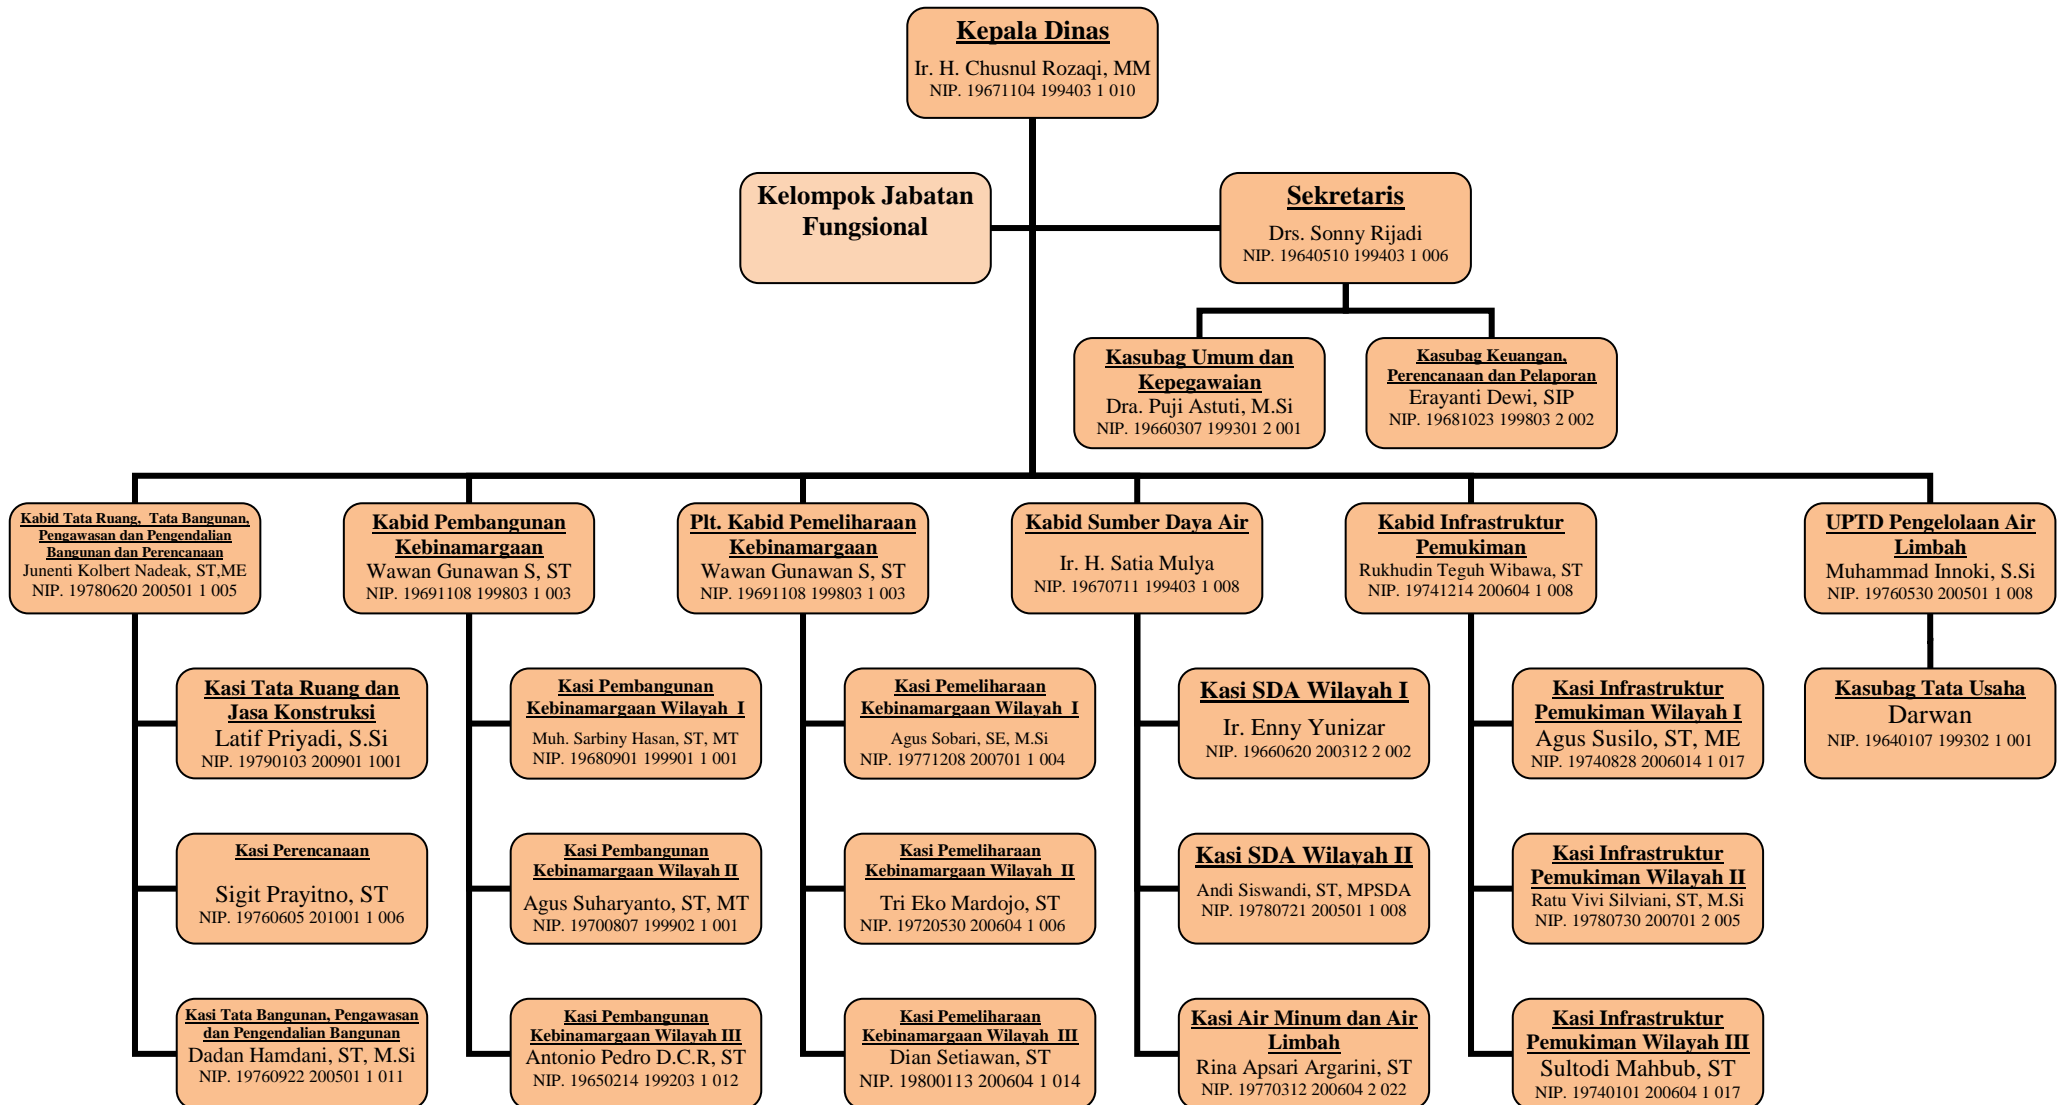 Kepala Dinas
Ir. H. Chusnul Rozaqi, MM
NIP. 19671104 199403 1 010
Kelompok Jabatan
Fungsional
Sekretaris
Drs. Sonny Rijadi
NIP. 19640510 199403 1 006
Kasubag Umum dan
Kepegawaian
Dra. Puji Astuti, M.Si
NIP. 19660307 199301 2 001
Kasubag Keuangan,
Perencanaan dan Pelaporan
Erayanti Dewi, SIP
NIP. 19681023 199803 2 002
Kabid Tata Ruang, Tata Bangunan,
Pengawasan dan Pengendalian
Bangunan dan Perencanaan
Junenti Kolbert Nadeak, ST,ME
NIP. 19780620 200501 1 005
Kabid Pembangunan
Kebinamargaan
Wawan Gunawan S, ST
NIP. 19691108 199803 1 003
Plt. Kabid Pemeliharaan
Kebinamargaan
Wawan Gunawan S, ST
NIP. 19691108 199803 1 003
Kabid Sumber Daya Air
Ir. H. Satia Mulya
NIP. 19670711 199403 1 008
Kabid Infrastruktur
Pemukiman
Rukhudin Teguh Wibawa, ST
NIP. 19741214 200604 1 008
UPTD Pengelolaan Air
Limbah
Muhammad Innoki, S.Si
NIP. 19760530 200501 1 008
Kasi Tata Ruang dan
Jasa Konstruksi
Latif Priyadi, S.Si
NIP. 19790103 200901 1001
Kasi Pembangunan
Kebinamargaan Wilayah I
Muh. Sarbiny Hasan, ST, MT
NIP. 19680901 199901 1 001
Kasi Pemeliharaan
Kebinamargaan Wilayah I
Agus Sobari, SE, M.Si
NIP. 19771208 200701 1 004
Kasi SDA Wilayah I
Ir. Enny Yunizar
NIP. 19660620 200312 2 002
Kasi Infrastruktur
Pemukiman Wilayah I
Agus Susilo, ST, ME
NIP. 19740828 2006014 1 017
Kasubag Tata Usaha
Darwan
NIP. 19640107 199302 1 001
Kasi Perencanaan
Sigit Prayitno, ST
NIP. 19760605 201001 1 006
Kasi Pembangunan
Kebinamargaan Wilayah II
Agus Suharyanto, ST, MT
NIP. 19700807 199902 1 001
Kasi Pemeliharaan
Kebinamargaan Wilayah II
Tri Eko Mardojo, ST
NIP. 19720530 200604 1 006
Kasi SDA Wilayah II
Andi Siswandi, ST, MPSDA
NIP. 19780721 200501 1 008
Kasi Infrastruktur
Pemukiman Wilayah II
Ratu Vivi Silviani, ST, M.Si
NIP. 19780730 200701 2 005
Kasi Tata Bangunan, Pengawasan
dan Pengendalian Bangunan
Dadan Hamdani, ST, M.Si
NIP. 19760922 200501 1 011
Kasi Pembangunan
Kebinamargaan Wilayah III
Antonio Pedro D.C.R, ST
NIP. 19650214 199203 1 012
Kasi Pemeliharaan
Kebinamargaan Wilayah III
Dian Setiawan, ST
NIP. 19800113 200604 1 014
Kasi Air Minum dan Air
Limbah
Rina Apsari Argarini, ST
NIP. 19770312 200604 2 022
Kasi Infrastruktur
Pemukiman Wilayah III
Sultodi Mahbub, ST
NIP. 19740101 200604 1 017